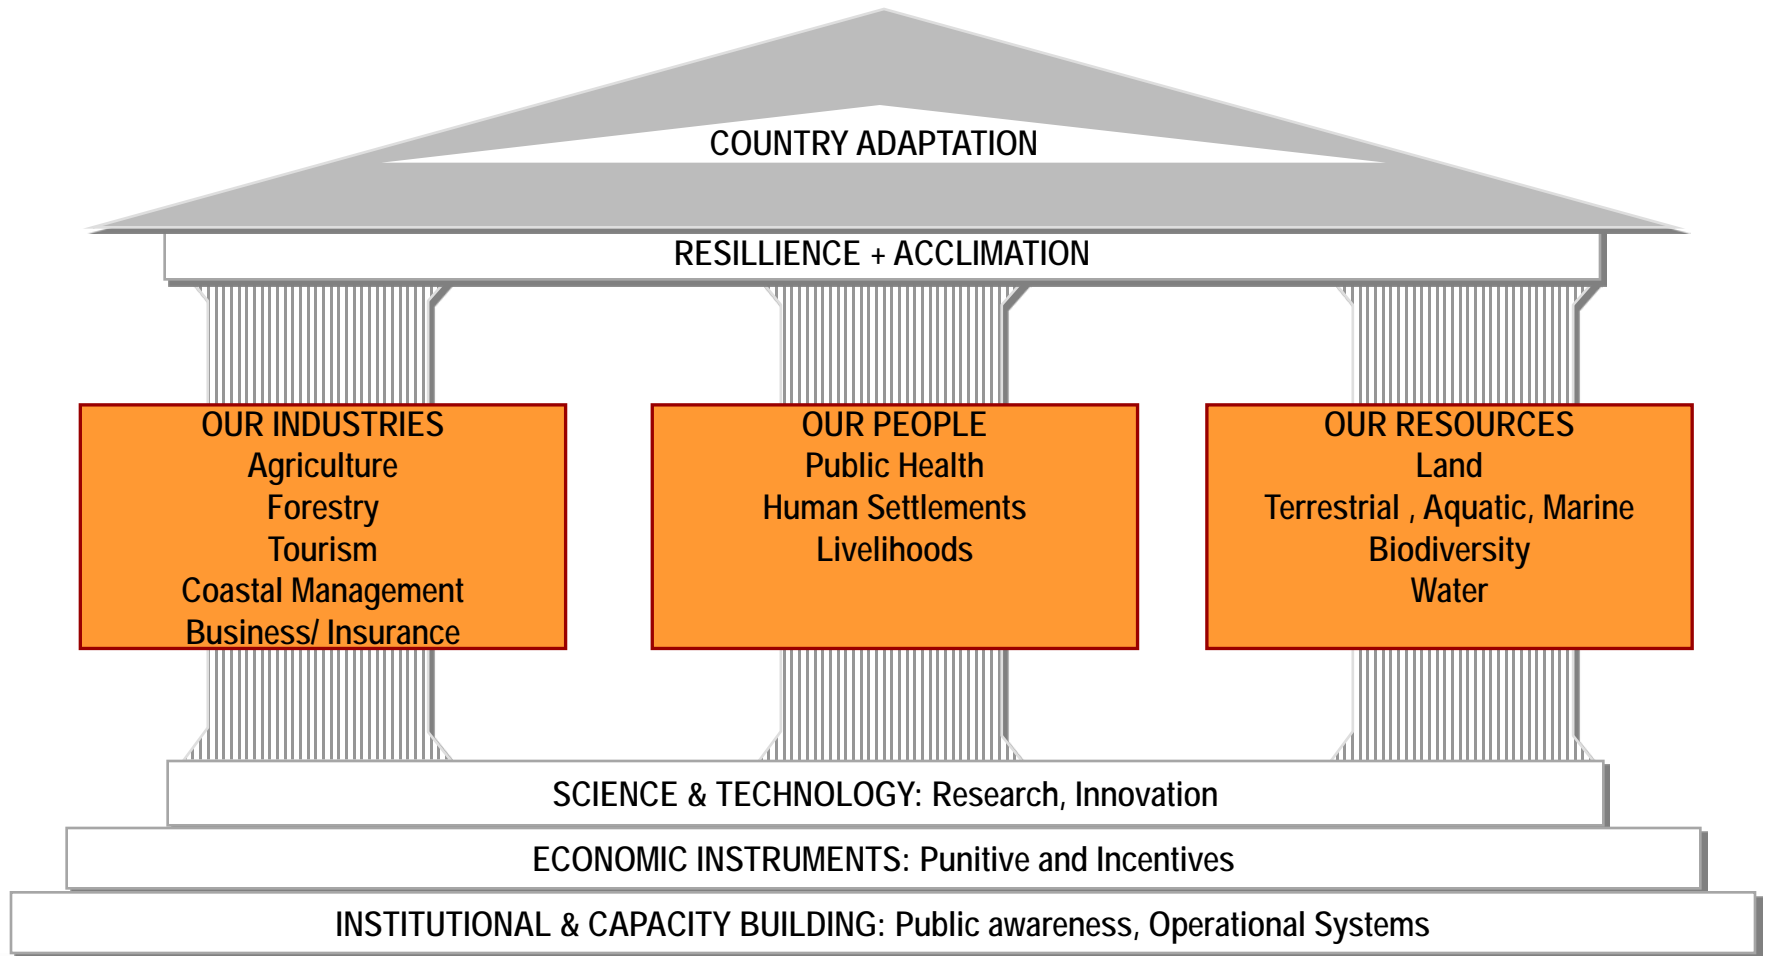 COUNTRY ADAPTATION
RESILLIENCE + ACCLIMATION
OUR INDUSTRIES
Agriculture
Forestry
Tourism
Coastal Management
Business/ Insurance
OUR PEOPLE
Public Health
Human Settlements
Livelihoods
OUR RESOURCES
Land
Terrestrial , Aquatic, Marine
Biodiversity
Water
SCIENCE & TECHNOLOGY: Research, Innovation
ECONOMIC INSTRUMENTS: Punitive and Incentives
INSTITUTIONAL & CAPACITY BUILDING: Public awareness, Operational Systems